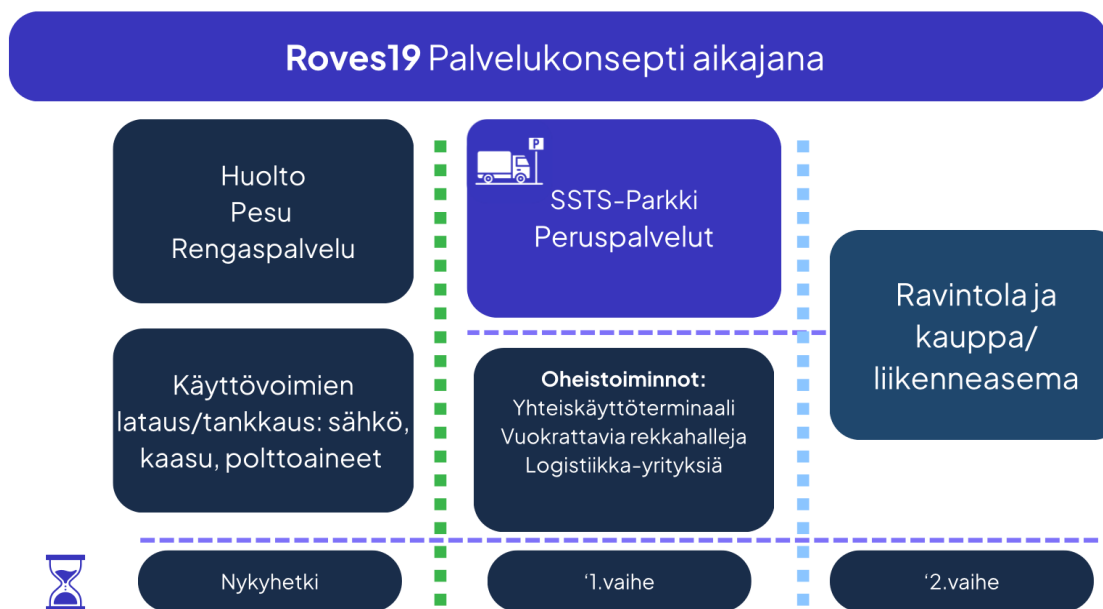 Roves19 Palvelukonsepti aikajana
Huolto
Pesu
Rengaspalvelu
Käyttövoimien
lataus/tankkaus: sähkö,
kaasu, polttoaineet
P
SSTS-Parkki
Peruspalvelut
Oheistoiminnot:
Yhteiskäyttöterminaali
Vuokrattavia rekkahalleja
Logistiikka-yrityksiä
Ravintola ja
kauppa/
liikenneasema
Nykyhetki
‘1.vaihe
‘2.vaihe